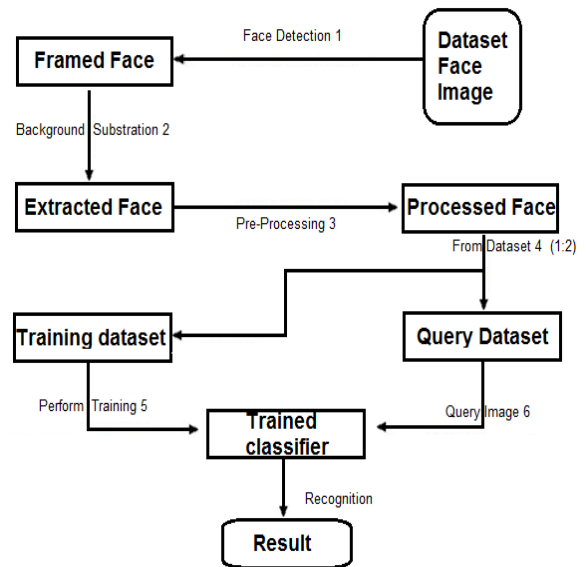 Face Detection 1
Dataset
Face
Image
Framed Face
Background Substration 2
Extracted Face
Pre-Processing 3
Processed Face
From Dataset 4 (1:2)
Training dataset
Query Dataset
Perform Training 5
Query Image 6
Trained
classifier
Recognition
Result